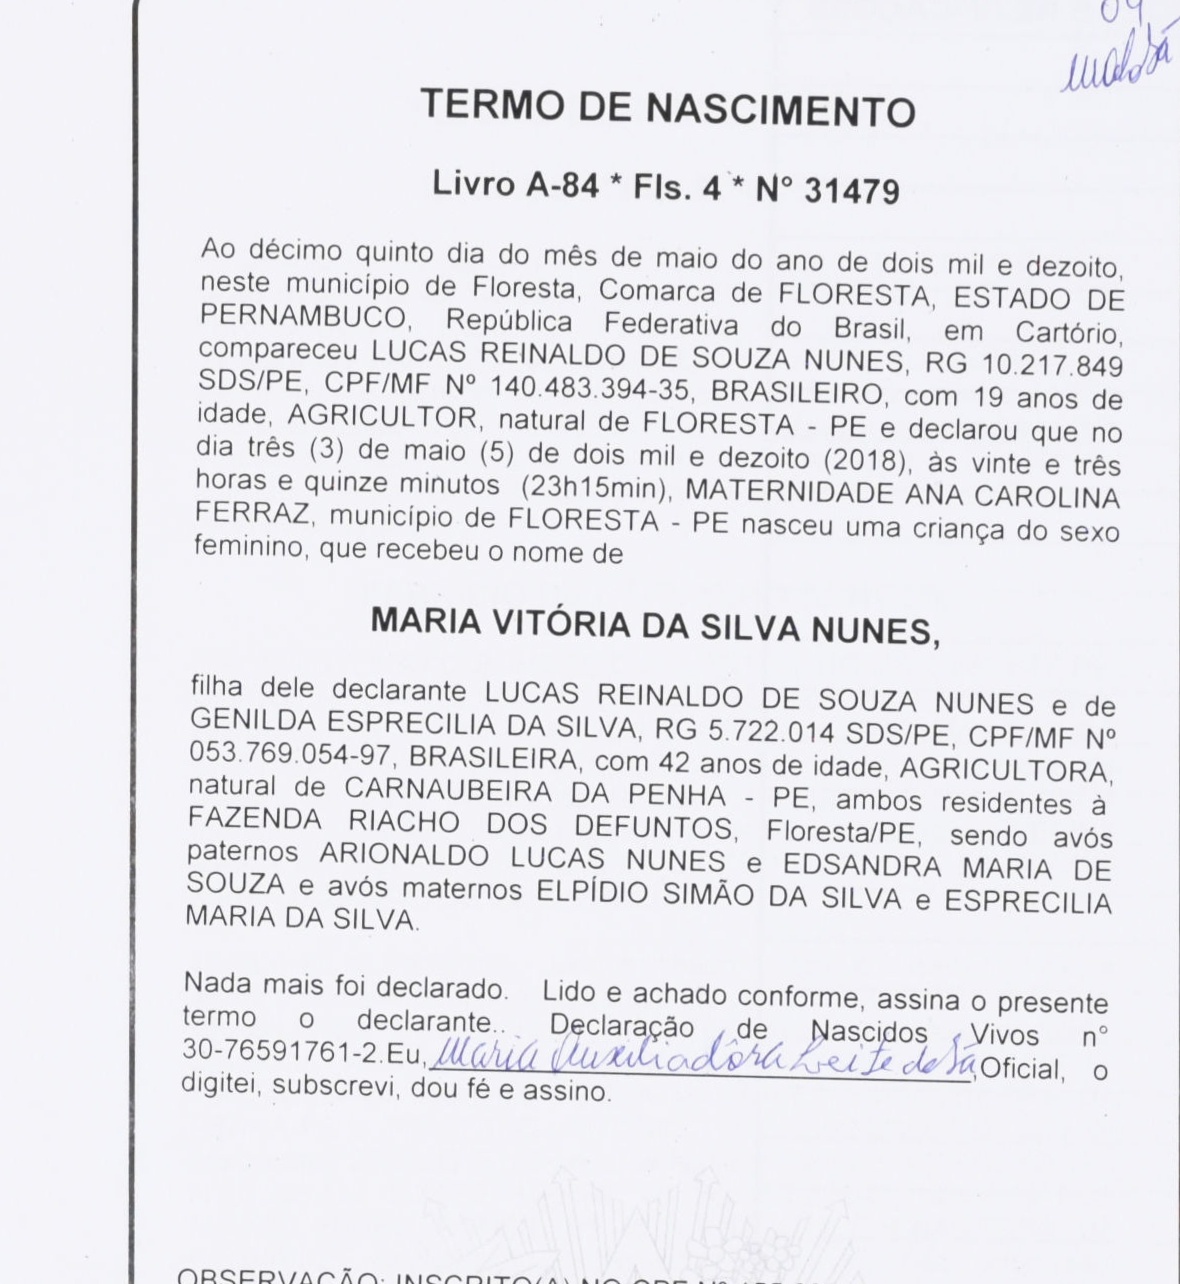 04
TERMO DE NASCIMENTO
Livro A-84 * Fls. 4 * N° 31479
Ao décimo quinto dia do mês de maio do ano de dois mil e dezoito,
neste município de Floresta, Comarca de FLORESTA, ESTADO DE
PERNAMBUCO, República Federativa do Brasil, em Cartório,
compareceu LUCAS REINALDO DE SOUZA NUNES, RG 10.217.849
SDS/PE, CPF/MF Nº 140.483.394-35, BRASILEIRO, com 19 anos de
idade, AGRICULTOR, natural de FLORESTA - PE e declarou que no
dia três (3) de maio (5) de dois mil e dezoito (2018), às vinte e três
horas e quinze minutos (23h15min), MATERNIDADE ANA CAROLINA
FERRAZ, município de FLORESTA - PE nasceu uma criança do sexo
feminino, que recebeu o nome de
MARIA VITÓRIA DA SILVA NUNES,
filha dele declarante LUCAS REINALDO DE SOUZA NUNES e de
GENILDA ESPRECILIA DA SILVA, RG 5.722.014 SDS/PE, CPF/MF Nº
053.769.054-97, BRASILEIRA, com 42 anos de idade, AGRICULTORA,
natural de CARNAUBEIRA DA PENHA - PE, ambos residentes à
FAZENDA RIACHO DOS DEFUNTOS, Floresta/PE, sendo avós
paternos ARIONALDO LUCAS NUNES e EDSANDRA MARIA DE
SOUZA e avós maternos ELPÍDIO SIMÃO DA SILVA e ESPRECILIA
MARIA DA SILVA.
Nada mais foi declarado. Lido e achado conforme, assina o presente
termo o declarante.. Declaração de Nascidos Vivos n°
30-76591761-2.Eu, Maria Auxiliadôra Leite de Sá,Oficial, o
digitei, subscrevi, dou fé e assino.
OBSERVAÇÃO: INSCRITO(A) NO CPF Nº